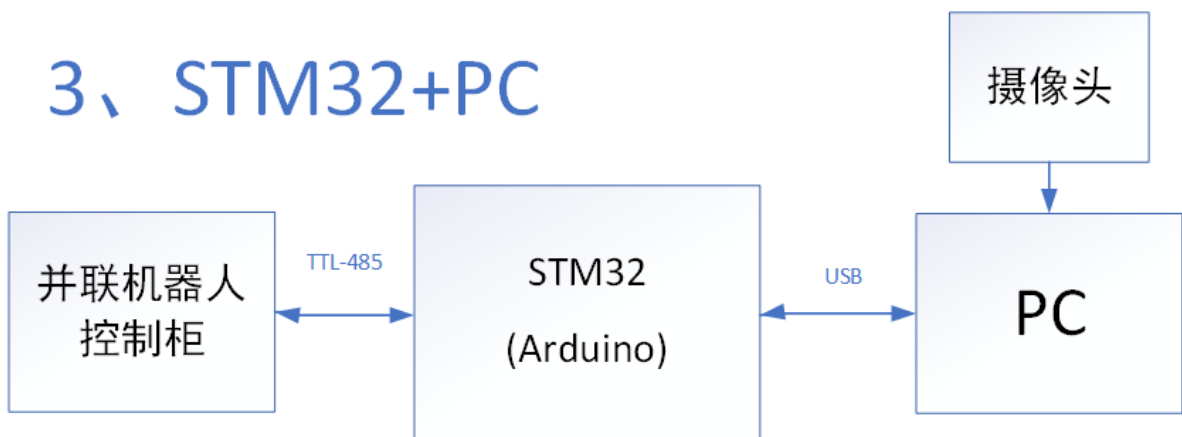 3、STM32+PC
摄像头
并联机器人
控制柜
TTL-485
STM32
(Arduino)
USB
PC